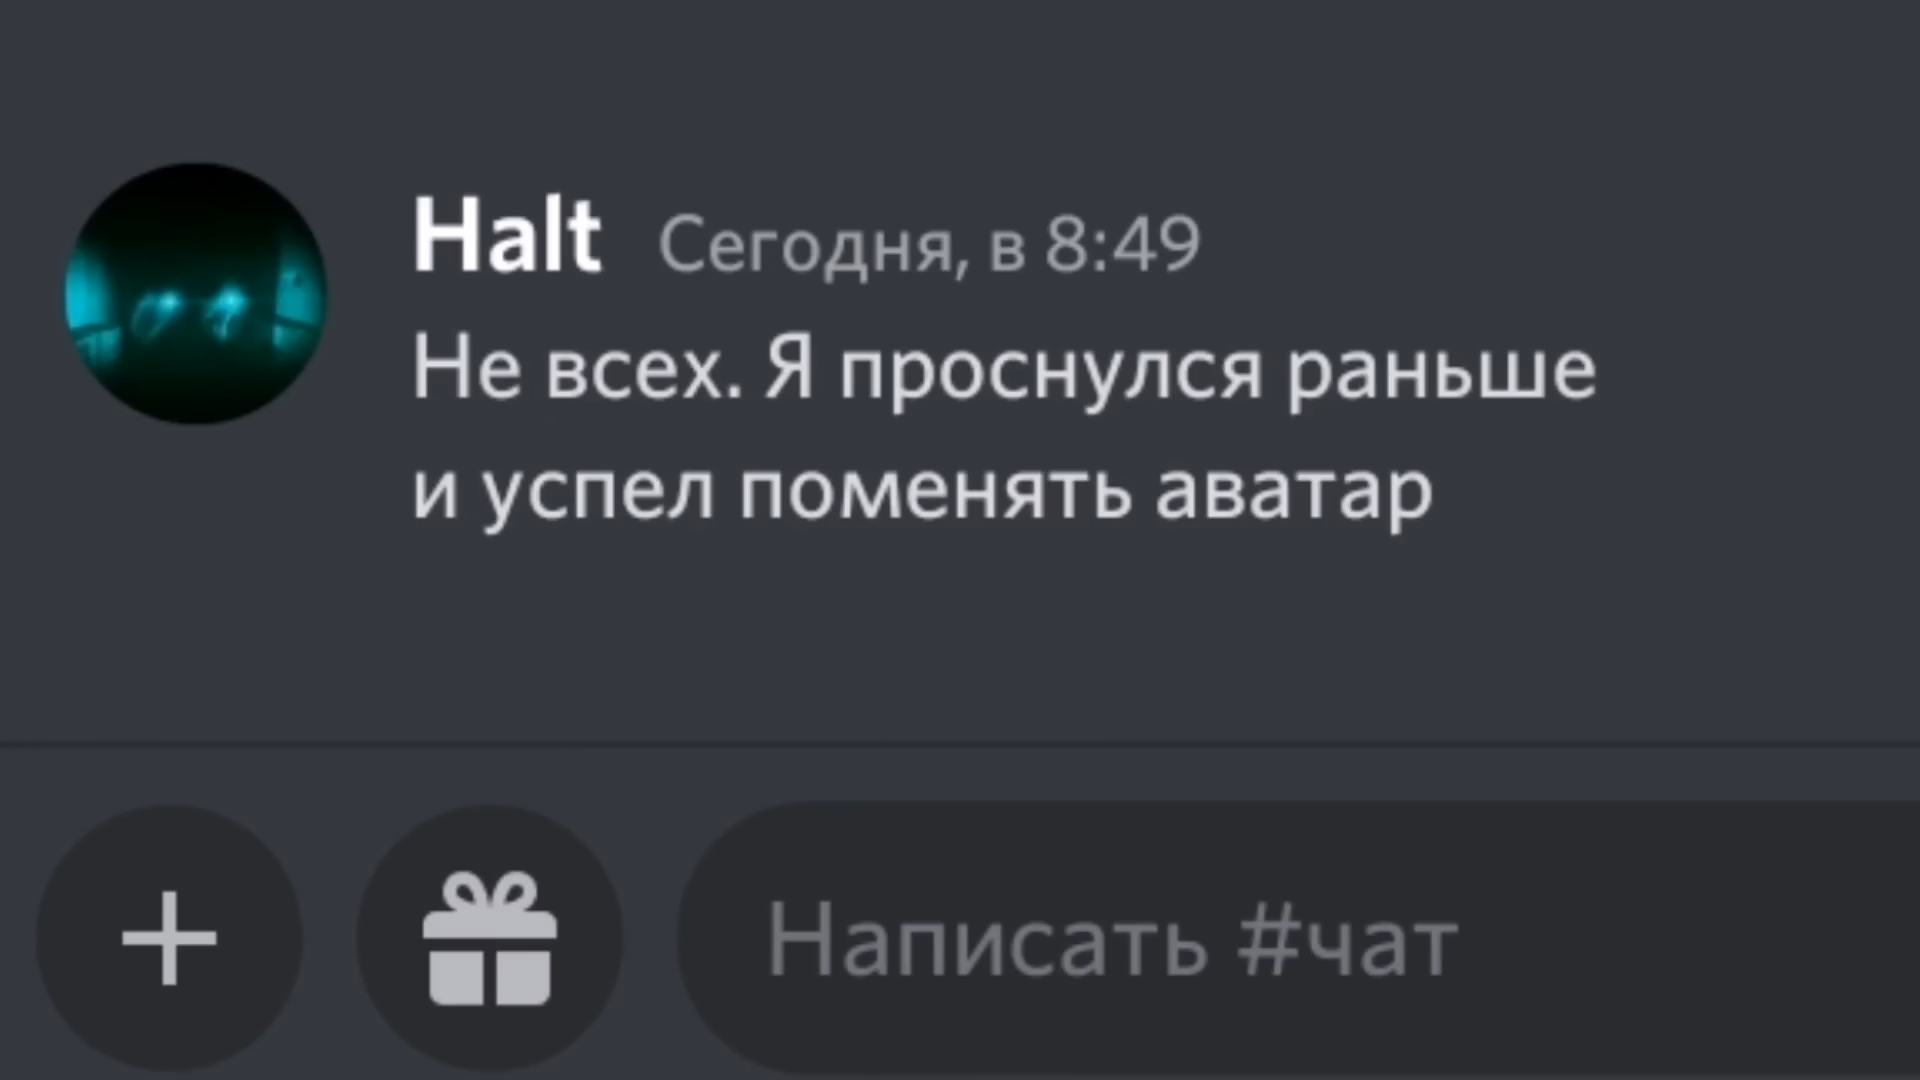 Halt Сегодня, в 8:49
Не всех. Я проснулся раньше
и успел поменять аватар
Написать #чат